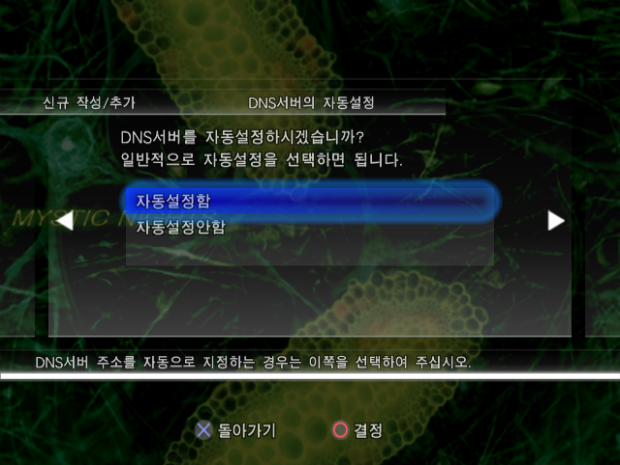 신규 작성/추가
DNS서버의 자동설정
DNS서버를 자동설정하시겠습니까?
일반적으로 자동설정을 선택하면 됩니다.
자동설정함
MYSTIC N
자동설정안함
DNS서버 주소를 자동으로 지정하는 경우는 이쪽을 선택하여 주십시오.
돌아가기
결정